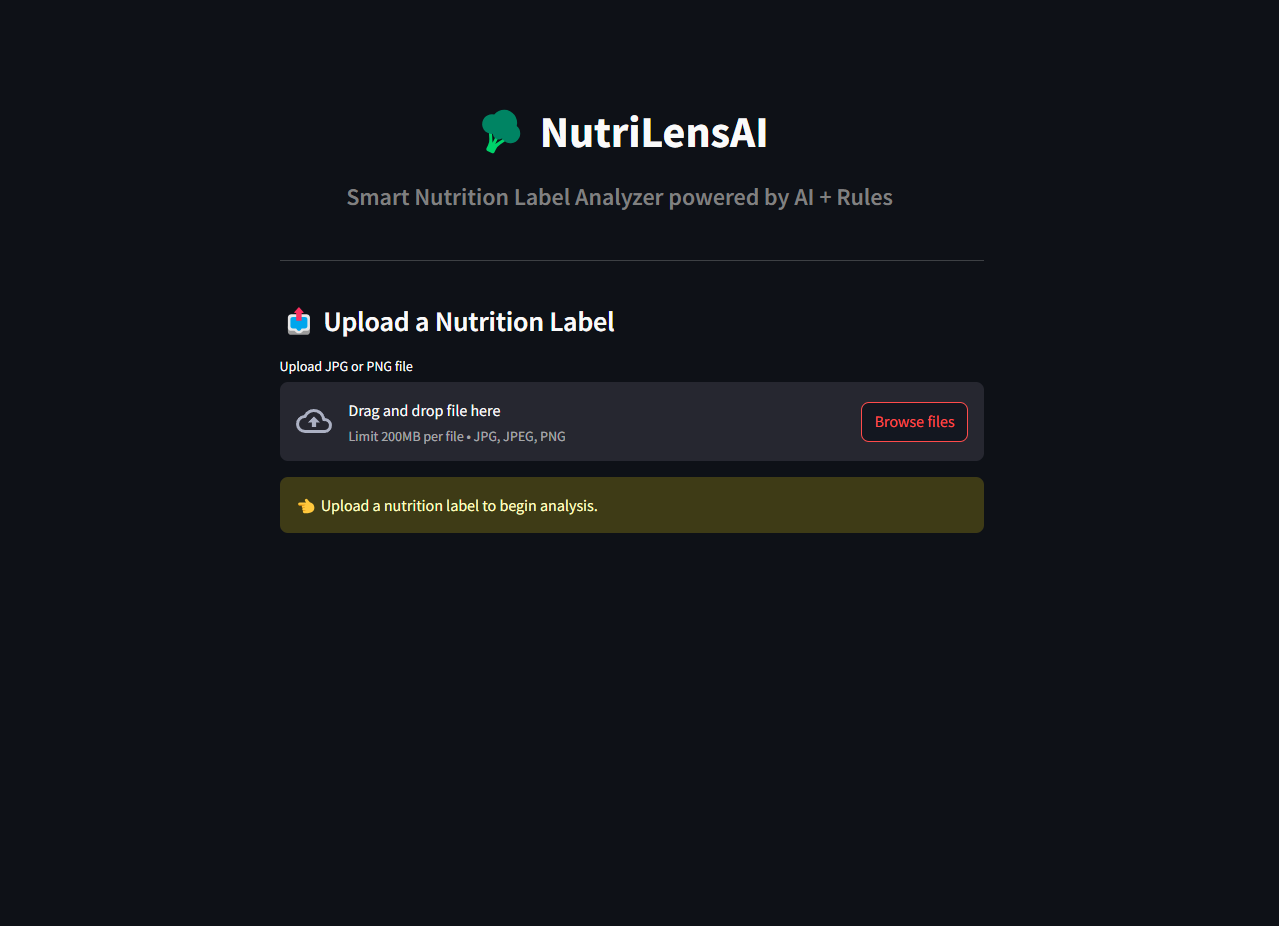 NutriLensAI
Smart Nutrition Label Analyzer powered by AI + Rules
Upload a Nutrition Label
Upload JPG or PNG file
Drag and drop file here
Limit 200MB per file • JPG, JPEG, PNG
Browse files
Upload a nutrition label to begin analysis.